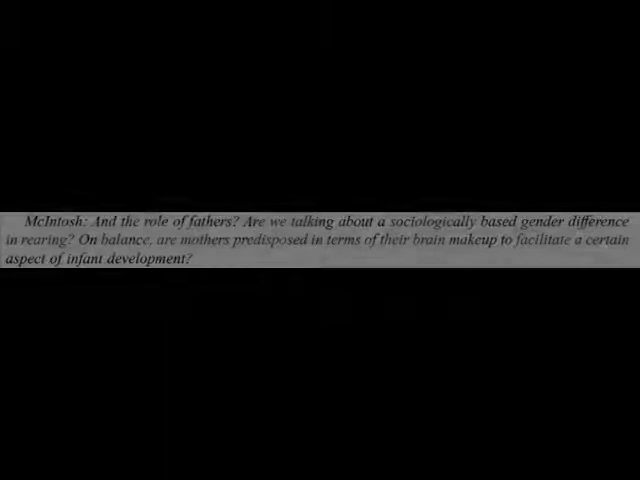 McIntosh: And the role of fathers? Are we talking about a sociologically based gender difference
in rearing? On balance, are mothers predisposed in terms of their brain makeup to facilitate a certain
aspect of infant development?